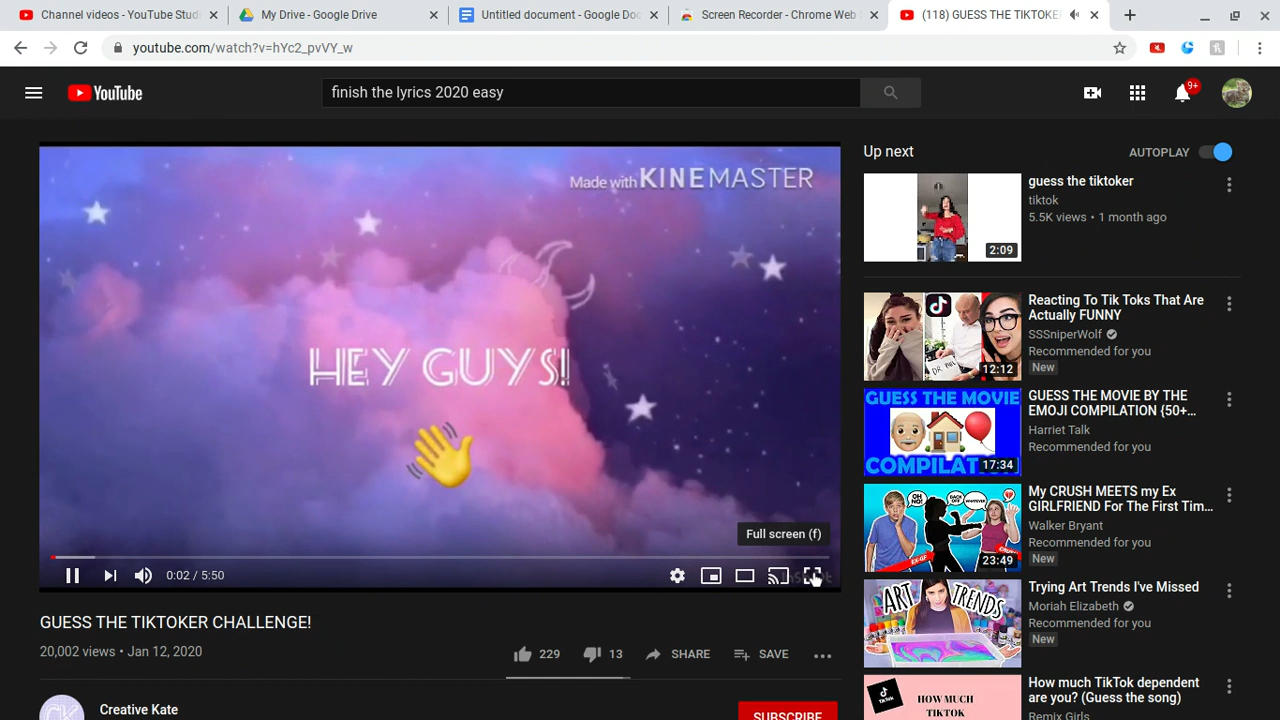 Channel videos - YouTube Studi
My Drive - Google Drive
Untitled document - Google Doc
Screen Recorder - Chrome Web
(118) GUESS THE TIKTOKE
youtube.com/watch?v=hYc2_pvVY_w
YouTube
finish the lyrics 2020 easy
9+
Made with KINEMASTER
HEY GUYS!
Full screen (f)
0:02 / 5:50
GUESS THE TIKTOKER CHALLENGE!
20,002 views • Jan 12, 2020
229
13
SHARE
SAVE
Creative Kate
SUBSCRIBE
Up next
AUTOPLAY
guess the tiktoker
tiktok
5.5K views • 1 month ago
2:09
Reacting To Tik Toks That Are
Actually FUNNY
SSSniperWolf
Recommended for you
New
12:12
GUESS THE MOVIE
COMPILAT
17:34
GUESS THE MOVIE BY THE
EMOJI COMPILATION {50+...
Harriet Talk
Recommended for you
OH NO!
BACK OFF
23:49
My CRUSH MEETS my Ex
GIRLFRIEND For The First Tim...
Walker Bryant
Recommended for you
New
ART TRENDS
Trying Art Trends I've Missed
Moriah Elizabeth
Recommended for you
New
HOW MUCH
TIKTOK
How much TikTok dependent
are you? (Guess the song)
Remix Girls